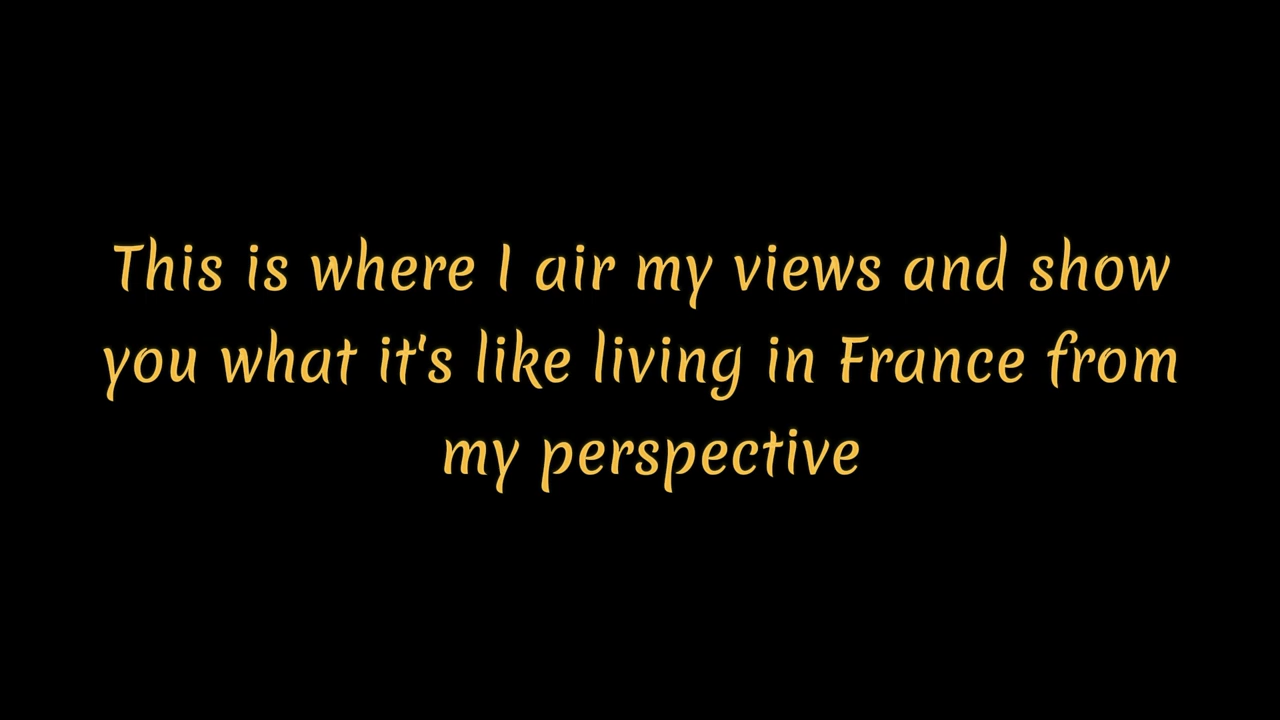 This is where I air my views and show
you what it's like living in France from
my perspective